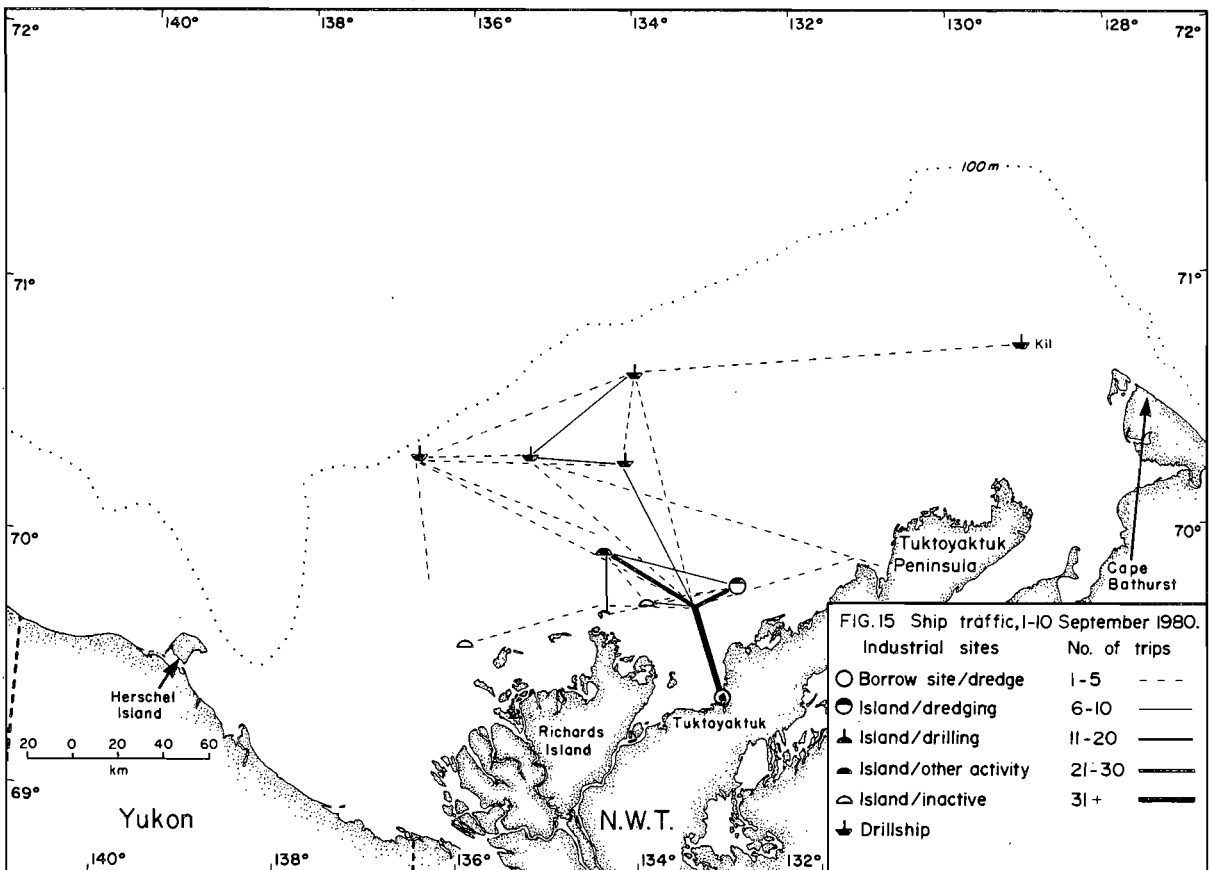 140° 138° 136° 134° 132° 130° 128°
72° 72°
100m
71° 71°
Kil
70° 70°
Tuktoyaktuk
Peninsula
Cape
Bathurst
Herschel
Island
Richards
Island
Tuktoyaktuk
20 0 20 40 60
km
69°
Yukon
N.W.T.
140° 138° 136° 134° 132°
FIG.15 Ship traffic, 1-10 September 1980.
Industrial sites No. of trips
Borrow site/dredge 1-5
Island/dredging 6-10
Island/drilling 11-20
Island/other activity 21-30
Island/inactive 31+
Drillship